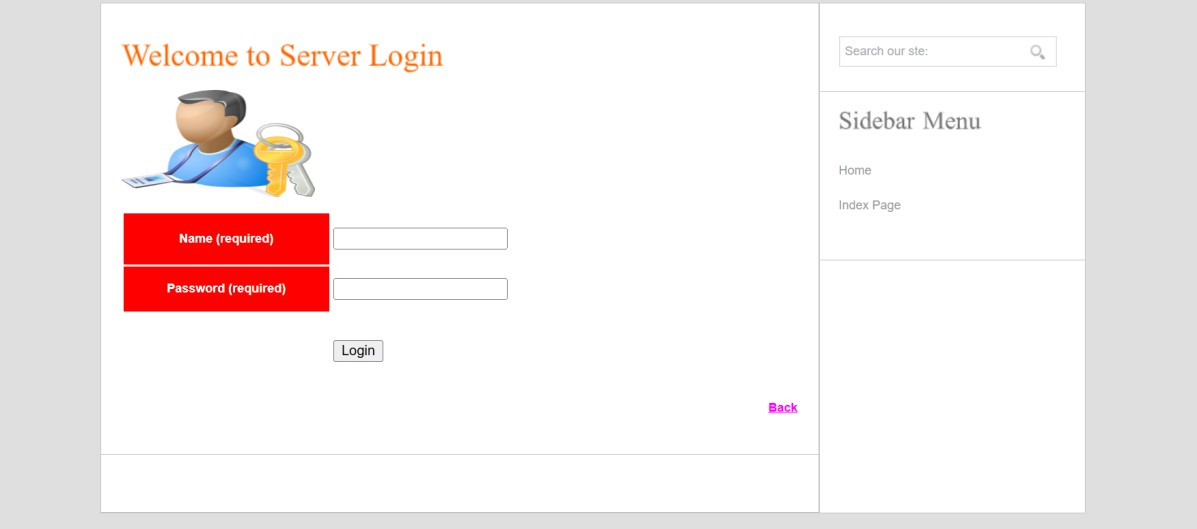 Welcome to Server Login
Name (required)
Password (required)
Login
Back
Search our ste:
Sidebar Menu
Home
Index Page